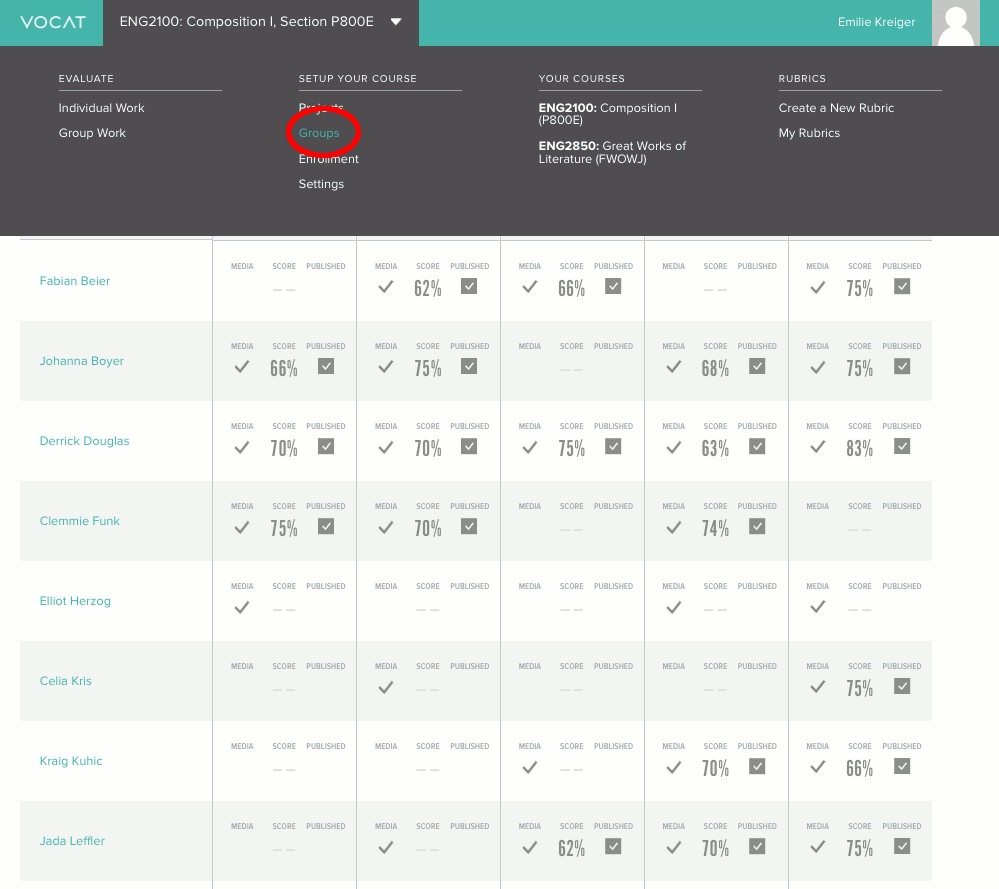 VOCAT
ENG2100: Composition I, Section P800E
Emilie Kreiger
EVALUATE
Individual Work
Group Work
SETUP YOUR COURSE
Projects
Groups
Enrollment
Settings
YOUR COURSES
ENG2100: Composition I
(P800E)
ENG2850: Great Works of
Literature (FWOWJ)
RUBRICS
Create a New Rubric
My Rubrics
MEDIA SCORE PUBLISHED MEDIA SCORE PUBLISHED MEDIA SCORE PUBLISHED MEDIA SCORE PUBLISHED MEDIA SCORE PUBLISHED
Fabian Beier -- 62% 66% -- 75%
MEDIA SCORE PUBLISHED MEDIA SCORE PUBLISHED MEDIA SCORE PUBLISHED MEDIA SCORE PUBLISHED MEDIA SCORE PUBLISHED
Johanna Boyer 66% 75% -- 68% 75%
MEDIA SCORE PUBLISHED MEDIA SCORE PUBLISHED MEDIA SCORE PUBLISHED MEDIA SCORE PUBLISHED MEDIA SCORE PUBLISHED
Derrick Douglas 70% 70% 75% 63% 83%
MEDIA SCORE PUBLISHED MEDIA SCORE PUBLISHED MEDIA SCORE PUBLISHED MEDIA SCORE PUBLISHED MEDIA SCORE PUBLISHED
Clemmie Funk 75% 70% -- 74% --
MEDIA SCORE PUBLISHED MEDIA SCORE PUBLISHED MEDIA SCORE PUBLISHED MEDIA SCORE PUBLISHED MEDIA SCORE PUBLISHED
Elliot Herzog -- -- -- -- --
MEDIA SCORE PUBLISHED MEDIA SCORE PUBLISHED MEDIA SCORE PUBLISHED MEDIA SCORE PUBLISHED MEDIA SCORE PUBLISHED
Celia Kris -- -- -- -- 75%
MEDIA SCORE PUBLISHED MEDIA SCORE PUBLISHED MEDIA SCORE PUBLISHED MEDIA SCORE PUBLISHED MEDIA SCORE PUBLISHED
Kraig Kuhic -- -- -- 70% 66%
MEDIA SCORE PUBLISHED MEDIA SCORE PUBLISHED MEDIA SCORE PUBLISHED MEDIA SCORE PUBLISHED MEDIA SCORE PUBLISHED
Jada Leffler -- -- 62% 70% 75%